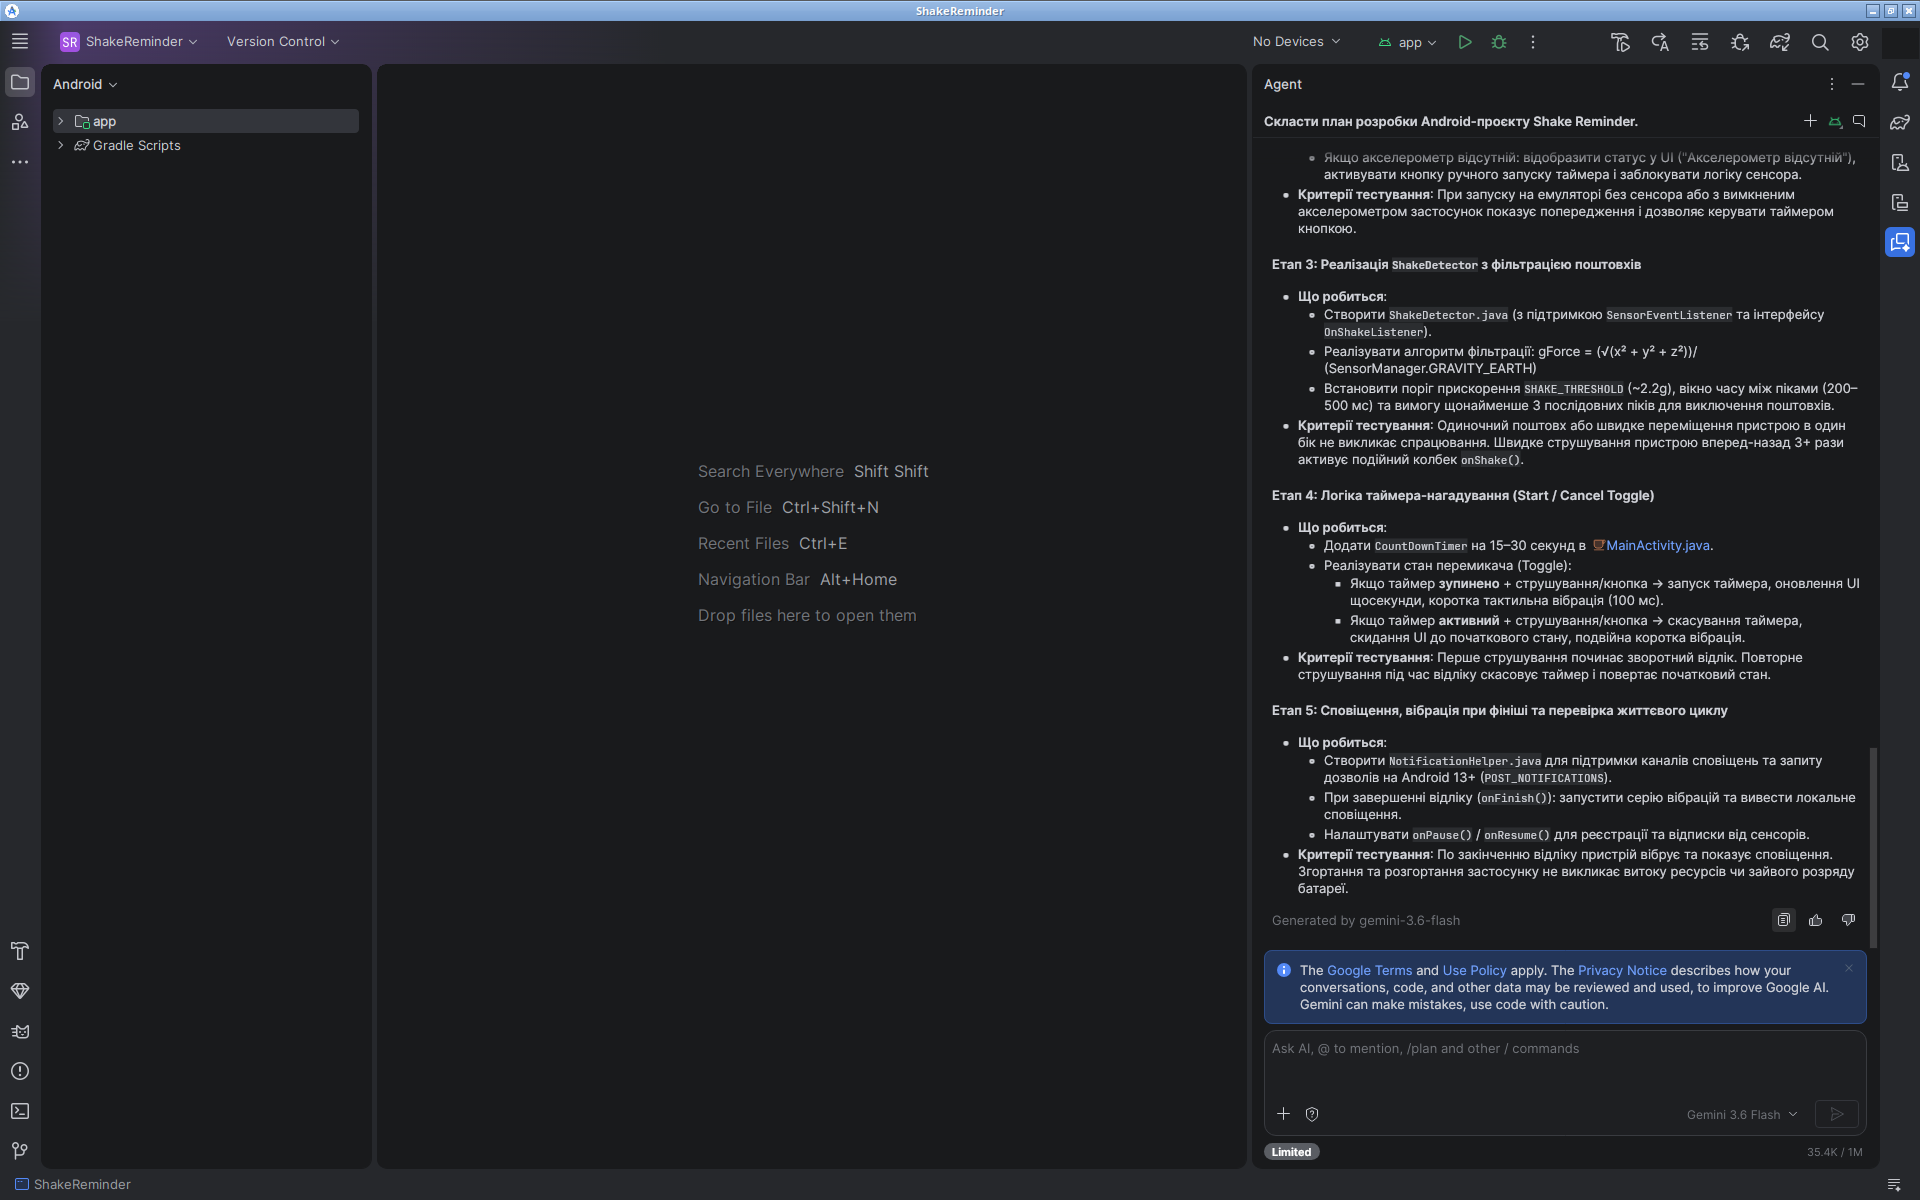 ShakeReminder
SR ShakeReminder Version Control No Devices app
Android
app
Gradle Scripts
Search Everywhere Shift Shift
Go to File Ctrl+Shift+N
Recent Files Ctrl+E
Navigation Bar Alt+Home
Drop files here to open them
Agent
Скласти план розробки Android-проєкту Shake Reminder.
Якщо акселерометр відсутній: відобразити статус у UI ("Акселерометр відсутній"),
активувати кнопку ручного запуску таймера і заблокувати логіку сенсора.
Критерії тестування: При запуску на емуляторі без сенсора або з вимкненим
акселерометром застосунок показує попередження і дозволяє керувати таймером
кнопкою.
Етап 3: Реалізація ShakeDetector з фільтрацією поштовхів
Що робиться:
Створити ShakeDetector.java (з підтримкою SensorEventListener та інтерфейсу
OnShakeListener).
Реалізувати алгоритм фільтрації: gForce = (√(x² + y² + z²))/
(SensorManager.GRAVITY_EARTH)
Встановити поріг прискорення SHAKE_THRESHOLD (~2.2g), вікно часу між піками (200–
500 мс) та вимогу щонайменше 3 послідовних піків для виключення поштовхів.
Критерії тестування: Одиночний поштовх або швидке переміщення пристрою в один
бік не викликає спрацювання. Швидке струшування пристрою вперед-назад 3+ рази
активує подійний колбек onShake().
Етап 4: Логіка таймера-нагадування (Start / Cancel Toggle)
Що робиться:
Додати CountDownTimer на 15–30 секунд в MainActivity.java.
Реалізувати стан перемикача (Toggle):
Якщо таймер зупинено + струшування/кнопка → запуск таймера, оновлення UI
щосекунди, коротка тактильна вібрація (100 мс).
Якщо таймер активний + струшування/кнопка → скасування таймера,
скидання UI до початкового стану, подвійна коротка вібрація.
Критерії тестування: Перше струшування починає зворотний відлік. Повторне
струшування під час відліку скасовує таймер і повертає початковий стан.
Етап 5: Сповіщення, вібрація при фініші та перевірка життєвого циклу
Що робиться:
Створити NotificationHelper.java для підтримки каналів сповіщень та запиту
дозволів на Android 13+ (POST_NOTIFICATIONS).
При завершенні відліку (onFinish()): запустити серію вібрацій та вивести локальне
сповіщення.
Налаштувати onPause() / onResume() для реєстрації та відписки від сенсорів.
Критерії тестування: По закінченню відліку пристрій вібрує та показує сповіщення.
Згортання та розгортання застосунку не викликає витоку ресурсів чи зайвого розряду
батареї.
Generated by gemini-3.6-flash
The Google Terms and Use Policy apply. The Privacy Notice describes how your
conversations, code, and other data may be reviewed and used, to improve Google AI.
Gemini can make mistakes, use code with caution.
Ask AI, @ to mention, /plan and other / commands
Gemini 3.6 Flash
Limited 35.4K / 1M
ShakeReminder